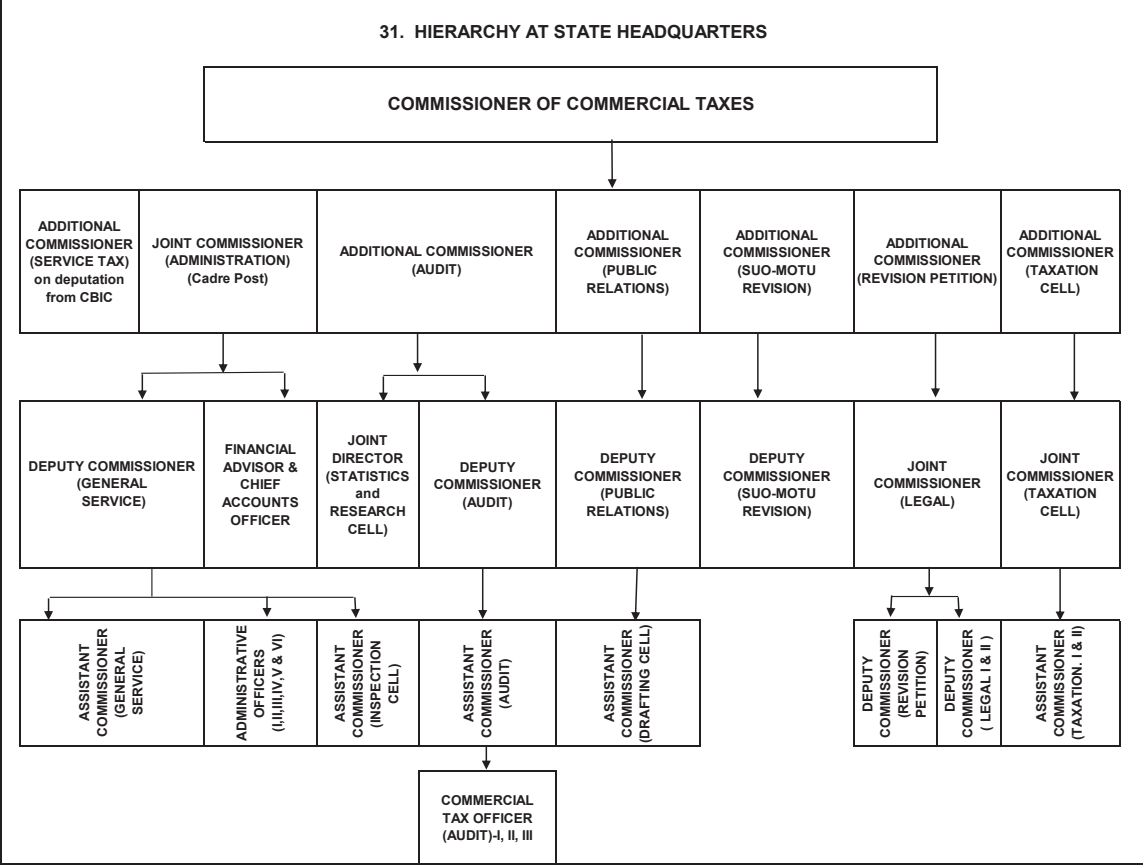 31. HIERARCHY AT STATE HEADQUARTERS
COMMISSIONER OF COMMERCIAL TAXES
ADDITIONAL
COMMISSIONER
(SERVICE TAX)
on deputation
from CBIC
JOINT COMMISSIONER
(ADMINISTRATION)
(Cadre Post)
ADDITIONAL COMMISSIONER
(AUDIT)
ADDITIONAL
COMMISSIONER
(PUBLIC
RELATIONS)
ADDITIONAL
COMMISSIONER
(SUO-MOTU
REVISION)
ADDITIONAL
COMMISSIONER
(REVISION PETITION)
ADDITIONAL
COMMISSIONER
(TAXATION
CELL)
DEPUTY COMMISSIONER
(GENERAL
SERVICE)
FINANCIAL
ADVISOR &
CHIEF
ACCOUNTS
OFFICER
JOINT
DIRECTOR
(STATISTICS
and
RESEARCH
CELL)
DEPUTY
COMMISSIONER
(AUDIT)
DEPUTY
COMMISSIONER
(PUBLIC
RELATIONS)
DEPUTY
COMMISSIONER
(SUO-MOTU
REVISION)
JOINT
COMMISSIONER
(LEGAL)
JOINT
COMMISSIONER
(TAXATION
CELL)
ASSISTANT
COMMISSIONER
(GENERAL
SERVICE)
ADMINISTRATIVE
OFFICERS
(I,II,III,IV,V & VI)
ASSISTANT
COMMISSIONER
(INSPECTION
CELL)
ASSISTANT
COMMISSIONER
(AUDIT)
ASSISTANT
COMMISSIONER
(DRAFTING CELL)
DEPUTY
COMMISSIONER
(REVISION
PETITION)
DEPUTY
COMMISSIONER
( LEGAL I & II )
ASSISTANT
COMMISSIONER
(TAXATION. I & II)
COMMERCIAL
TAX OFFICER
(AUDIT)-I, II, III